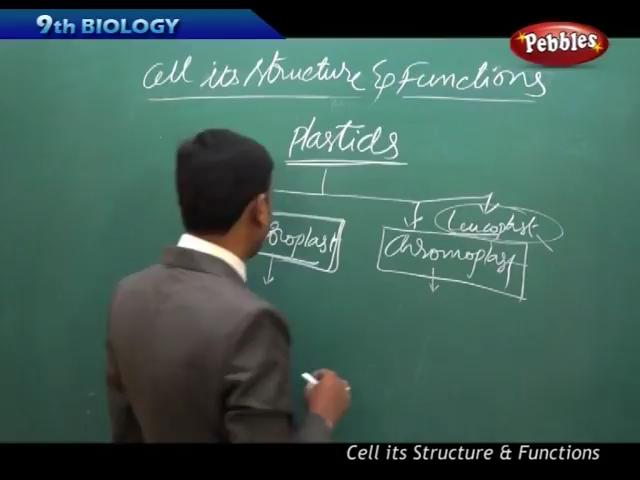 9th BIOLOGY
Pebbles
Cell its Structure & Functions
Plastids
Leucoplast
Chromoplast
Cell its Structure & Functions